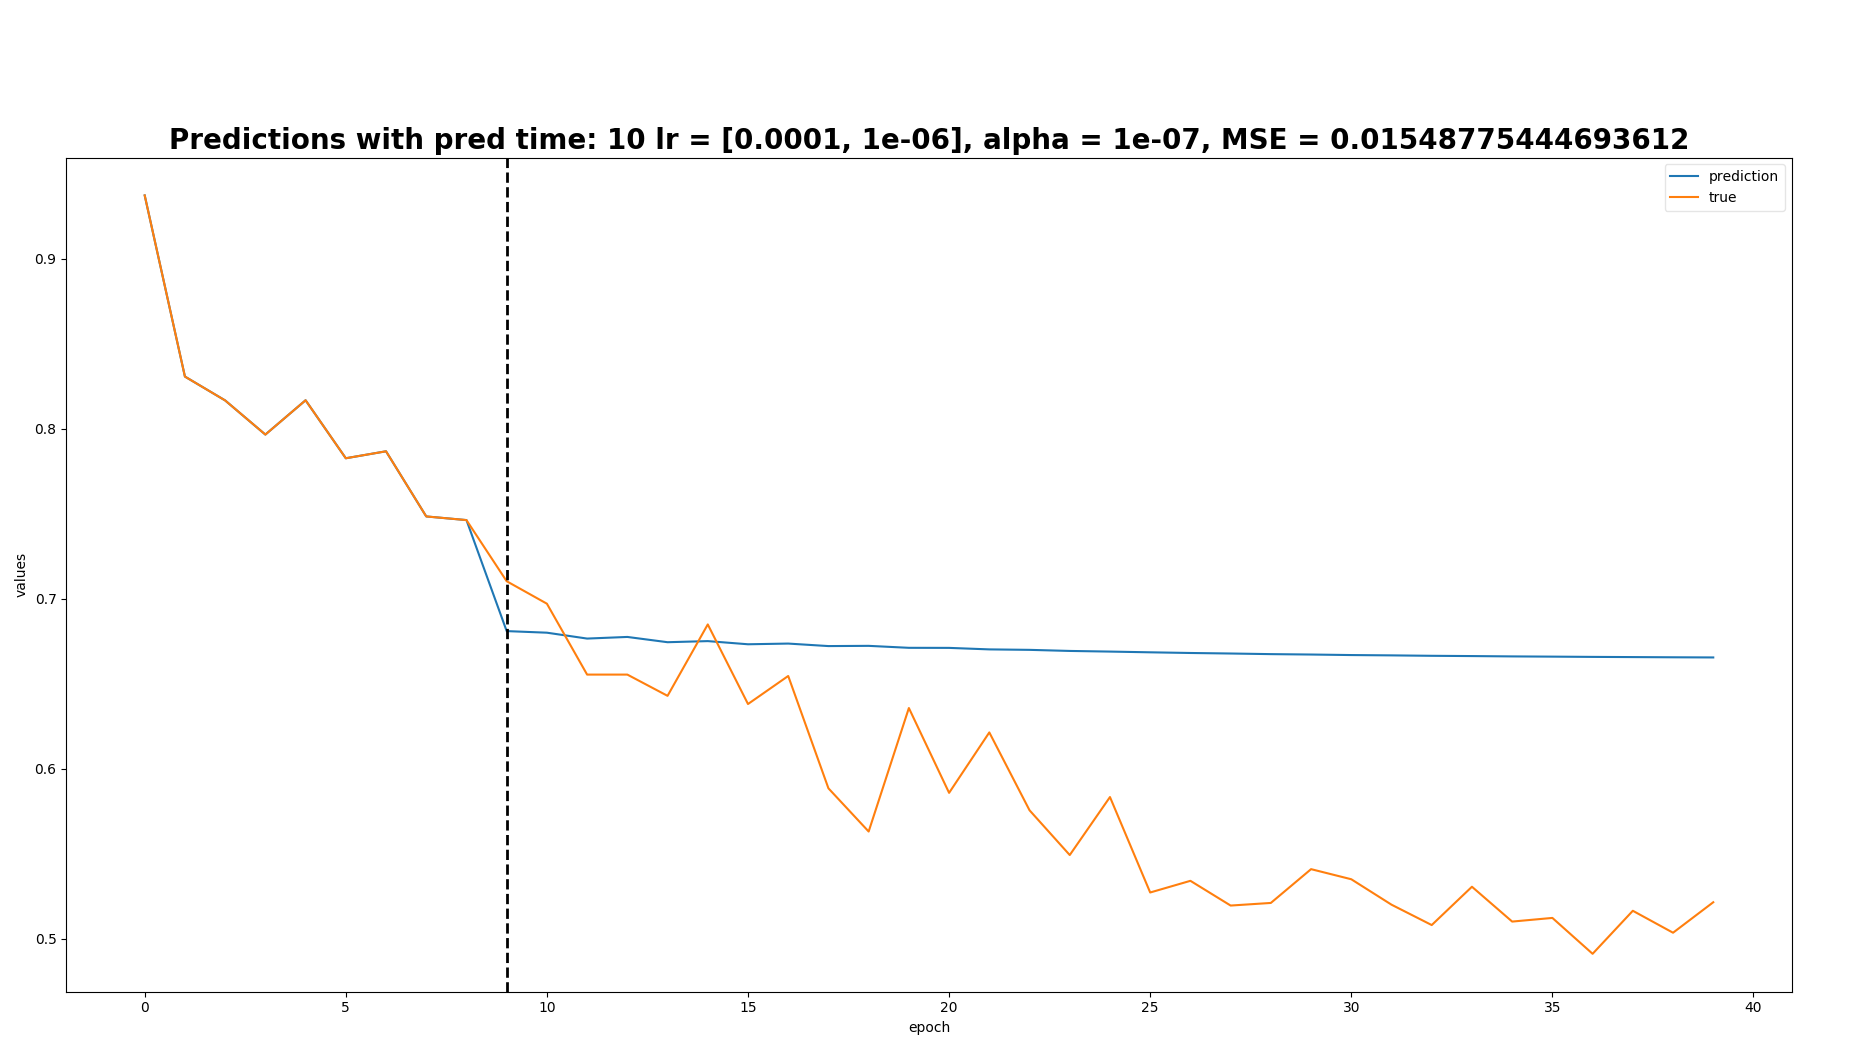 Predictions with pred time: 10 lr = [0.0001, 1e-06], alpha = 1e-07, MSE = 0.01548775444693612
prediction
true
0.9
0.8
0.7
0.6
0.5
values
0 5 10 15 20 25 30 35 40
epoch